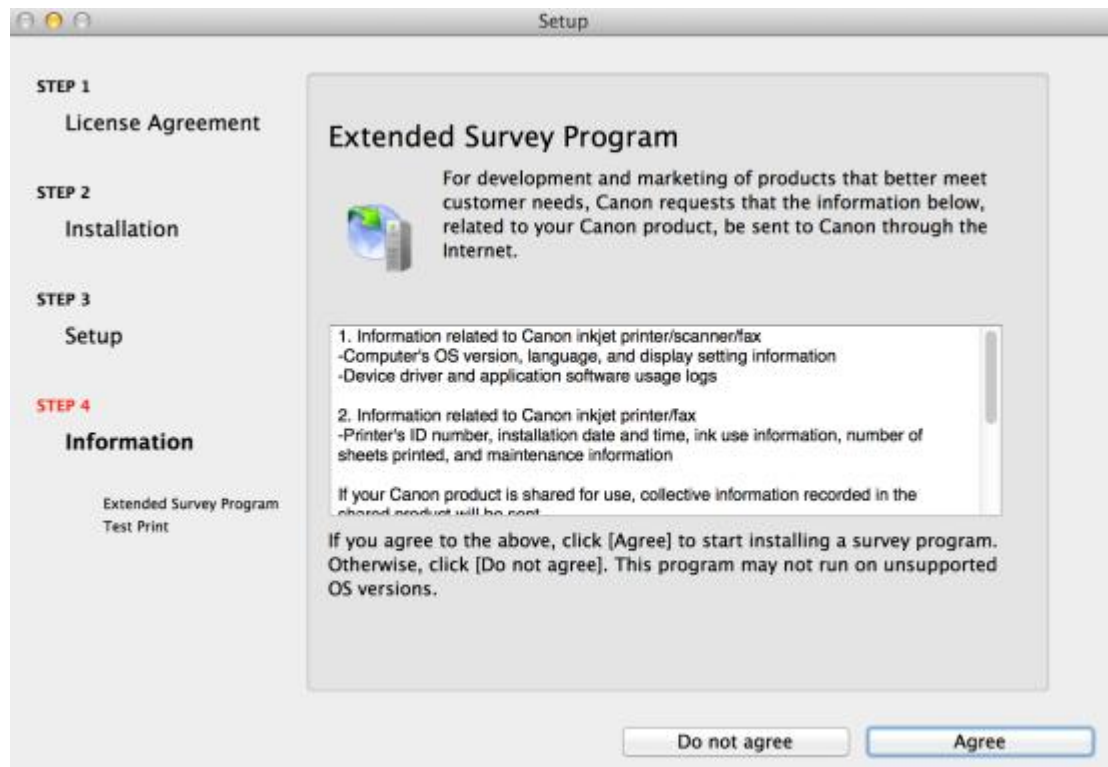 Setup
STEP 1
License Agreement
STEP 2
Installation
STEP 3
Setup
STEP 4
Information
Extended Survey Program
Test Print
Extended Survey Program
For development and marketing of products that better meet
customer needs, Canon requests that the information below,
related to your Canon product, be sent to Canon through the
Internet.
1. Information related to Canon inkjet printer/scanner/fax
-Computer's OS version, language, and display setting information
-Device driver and application software usage logs
2. Information related to Canon inkjet printer/fax
-Printer's ID number, installation date and time, ink use information, number of
sheets printed, and maintenance information
If your Canon product is shared for use, collective information recorded in the
shared product will be sent
If you agree to the above, click [Agree] to start installing a survey program.
Otherwise, click [Do not agree]. This program may not run on unsupported
OS versions.
Do not agree
Agree